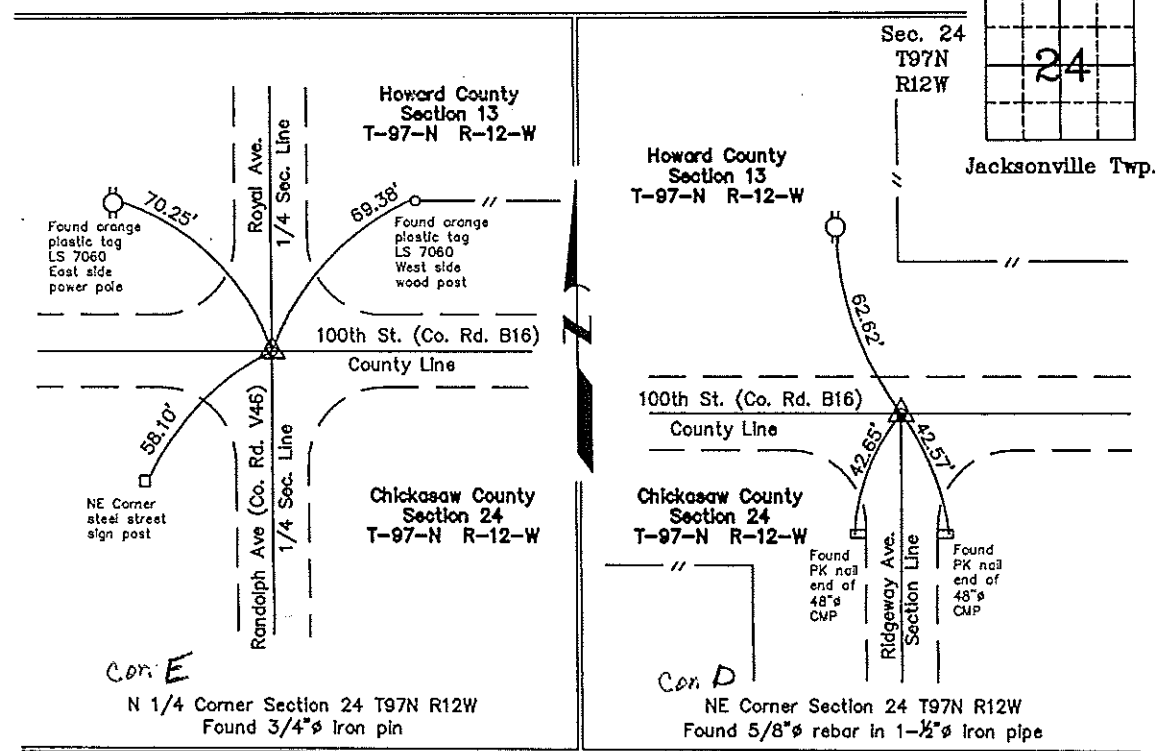 Sec. 24
T97N
R12W
24
Jacksonville Twp.
Howard County
Section 13
T-97-N R-12-W
Royal Ave.
1/4 Sec. Line
70.25'
69.38'
Found orange
plastic tag
LS 7060
East side
power pole
Found orange
plastic tag
LS 7060
West side
wood post
100th St. (Co. Rd. B16)
County Line
58.10'
NE Corner
steel street
sign post
Randolph Ave (Co. Rd. V46)
1/4 Sec. Line
Chickasaw County
Section 24
T-97-N R-12-W
Cor. E
N 1/4 Corner Section 24 T97N R12W
Found 3/4"ø iron pin
Z
Howard County
Section 13
T-97-N R-12-W
62.62'
100th St. (Co. Rd. B16)
County Line
42.65'
42.57'
Chickasaw County
Section 24
T-97-N R-12-W
Found
PK nail
end of
48"ø
CMP
Ridgeway Ave.
Section Line
Found
PK nail
end of
48"ø
CMP
Cor. D
NE Corner Section 24 T97N R12W
Found 5/8"ø rebar in 1-½"ø iron pipe